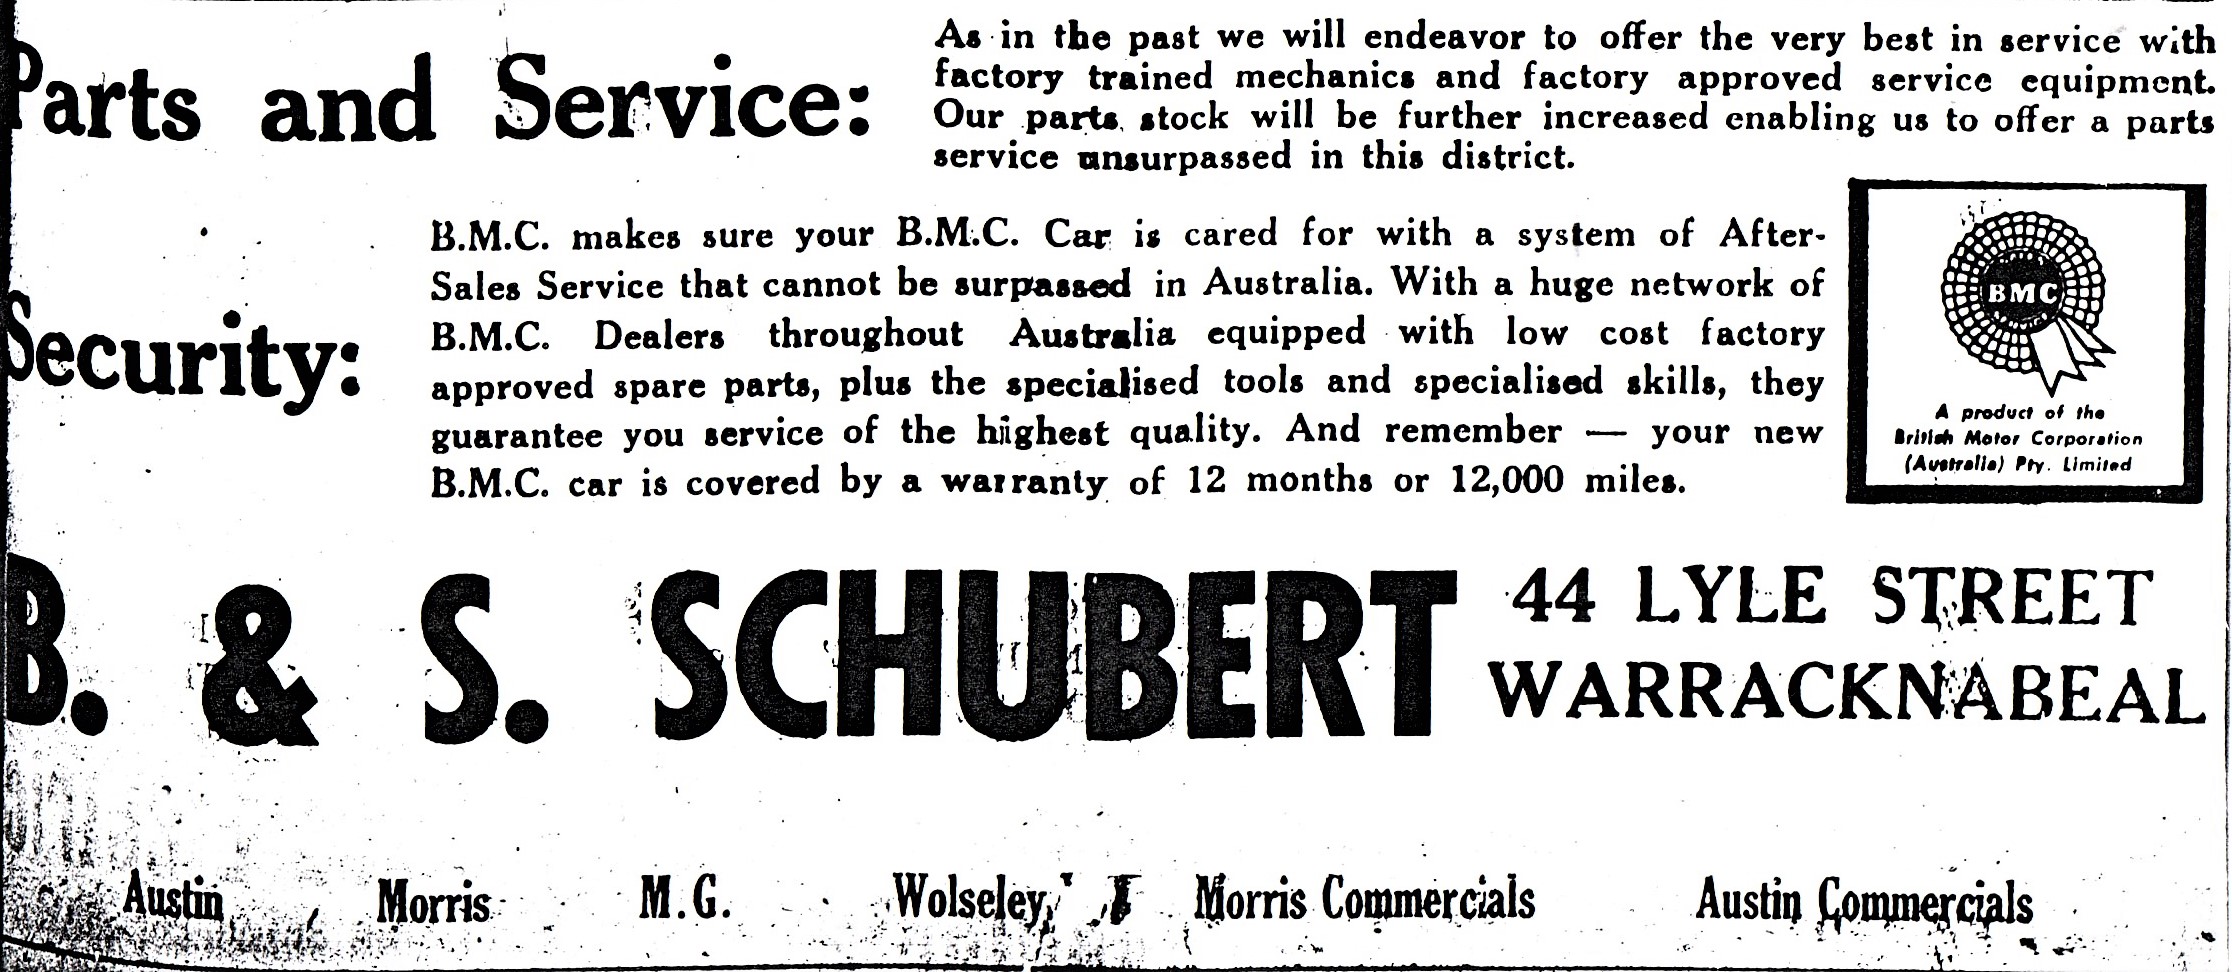 Parts and Service:
As in the past we will endeavor to offer the very best in service with
factory trained mechanics and factory approved service equipment.
Our parts stock will be further increased enabling us to offer a parts
service unsurpassed in this district.
Security:
B.M.C. makes sure your B.M.C. Car is cared for with a system of After-
Sales Service that cannot be surpassed in Australia. With a huge network of
B.M.C. Dealers throughout Australia equipped with low cost factory
approved spare parts, plus the specialised tools and specialised skills, they
guarantee you service of the highest quality. And remember — your new
B.M.C. car is covered by a warranty of 12 months or 12,000 miles.
BMC
A product of the
British Motor Corporation
(Australia) Pty. Limited
B. & S. SCHUBERT
44 LYLE STREET
WARRACKNABEAL
Austin Morris M.G. Wolseley Morris Commercials Austin Commercials